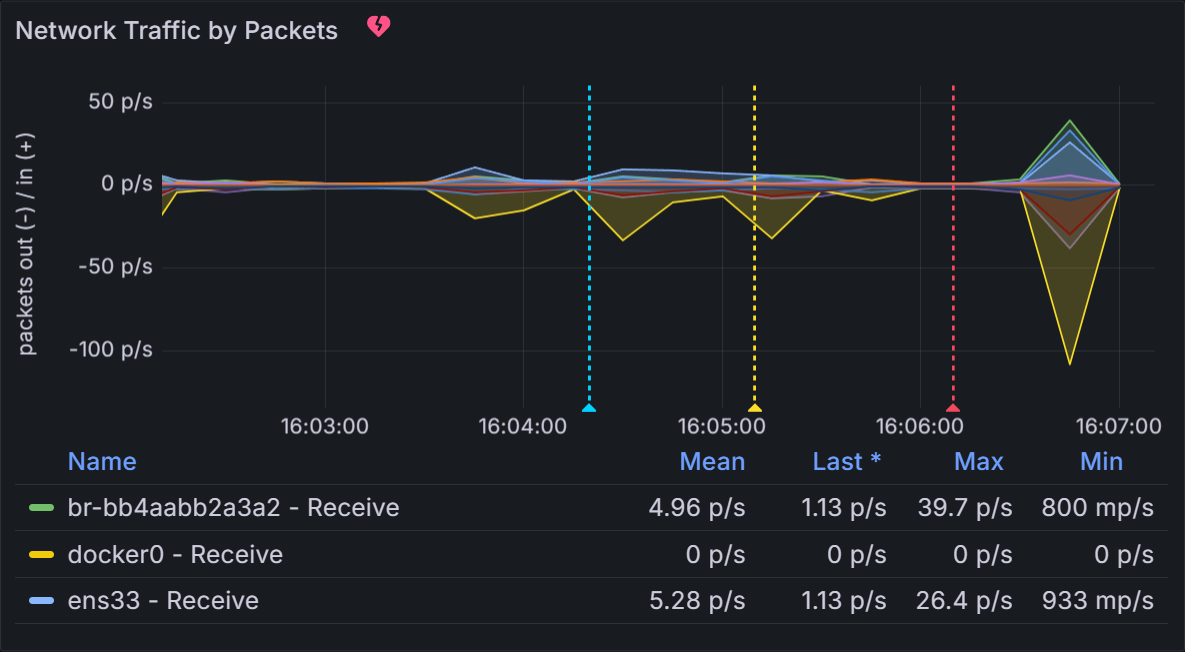 Network Traffic by Packets
packets out (-) / in (+)
50 p/s
0 p/s
-50 p/s
-100 p/s
16:03:00 16:04:00 16:05:00 16:06:00 16:07:00
Name Mean Last * Max Min
br-bb4aabb2a3a2 - Receive 4.96 p/s 1.13 p/s 39.7 p/s 800 mp/s
docker0 - Receive 0 p/s 0 p/s 0 p/s 0 p/s
ens33 - Receive 5.28 p/s 1.13 p/s 26.4 p/s 933 mp/s